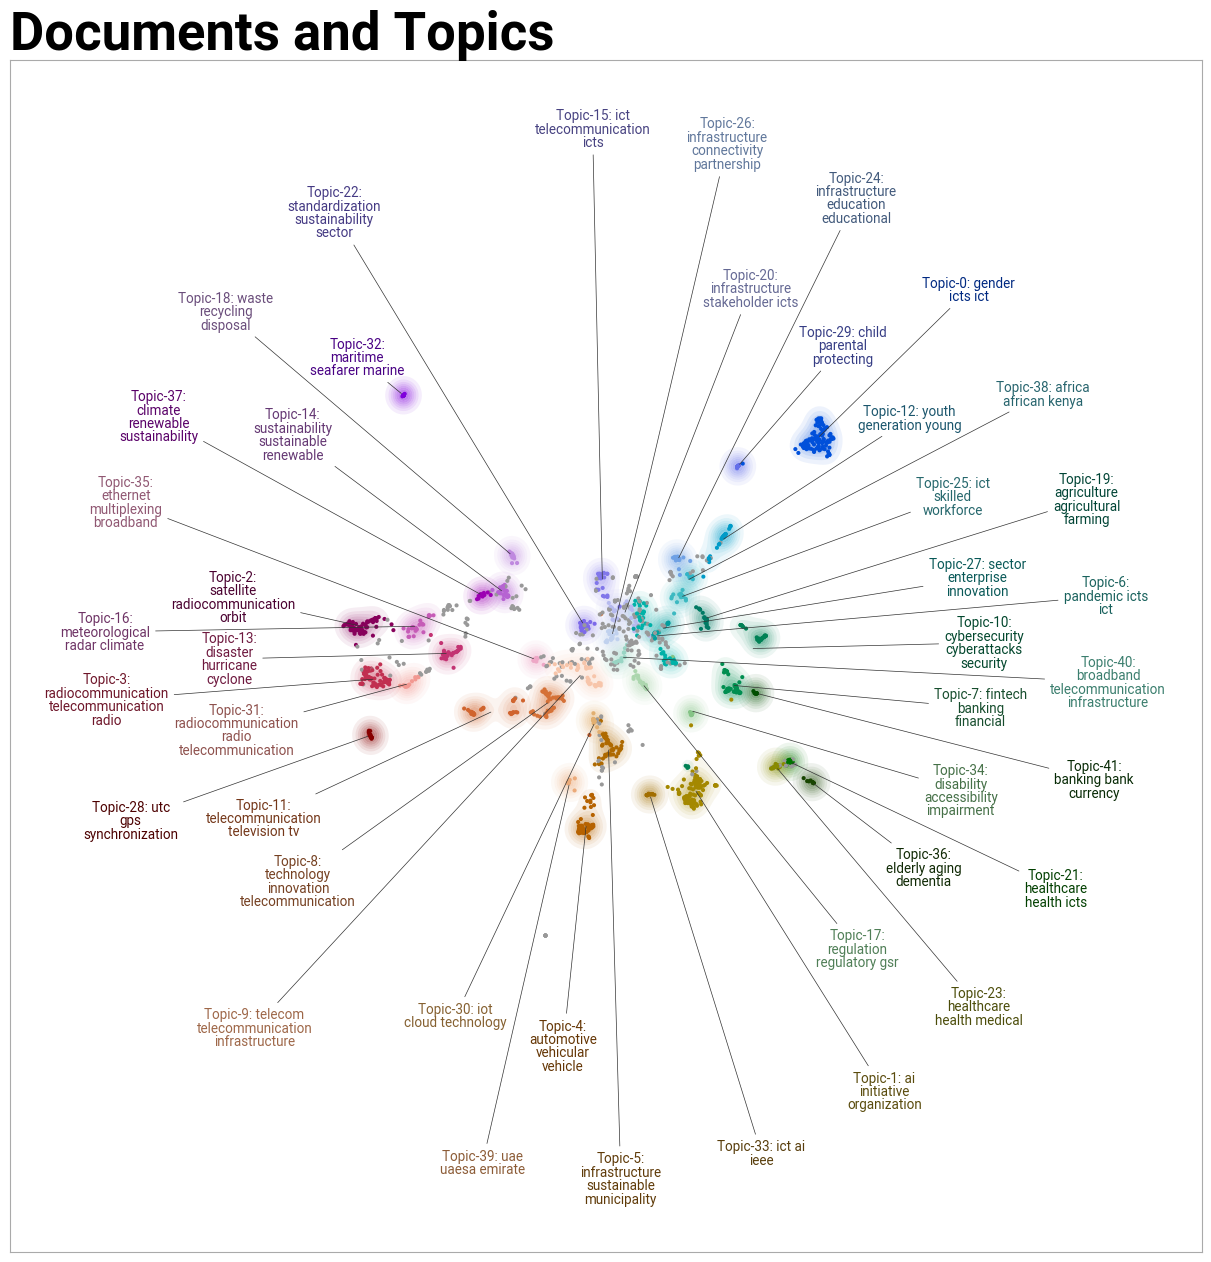 Documents and Topics
Topic-15: ict
telecommunication
icts
Topic-26:
infrastructure
connectivity
partnership
Topic-24:
infrastructure
education
educational
Topic-22:
standardization
sustainability
sector
Topic-20:
infrastructure
stakeholder icts
Topic-0: gender
icts ict
Topic-18: waste
recycling
disposal
Topic-29: child
parental
protecting
Topic-32:
maritime
seafarer marine
Topic-38: africa
african kenya
Topic-37:
climate
renewable
sustainability
Topic-14:
sustainability
sustainable
renewable
Topic-12: youth
generation young
Topic-35:
ethernet
multiplexing
broadband
Topic-25: ict
skilled
workforce
Topic-19:
agriculture
agricultural
farming
Topic-2:
satellite
radiocommunication
orbit
Topic-27: sector
enterprise
innovation
Topic-6:
pandemic icts
ict
Topic-16:
meteorological
radar climate
Topic-13:
disaster
hurricane
cyclone
Topic-10:
cybersecurity
cyberattacks
security
Topic-3:
radiocommunication
telecommunication
radio
Topic-40:
broadband
telecommunication
infrastructure
Topic-31:
radiocommunication
radio
telecommunication
Topic-7: fintech
banking
financial
Topic-28: utc
gps
synchronization
Topic-11:
telecommunication
television tv
Topic-34:
disability
accessibility
impairment
Topic-41:
banking bank
currency
Topic-8:
technology
innovation
telecommunication
Topic-36:
elderly aging
dementia
Topic-21:
healthcare
health icts
Topic-17:
regulation
regulatory gsr
Topic-9: telecom
telecommunication
infrastructure
Topic-30: iot
cloud technology
Topic-4:
automotive
vehicular
vehicle
Topic-23:
healthcare
health medical
Topic-1: ai
initiative
organization
Topic-39: uae
uaesa emirate
Topic-5:
infrastructure
sustainable
municipality
Topic-33: ict ai
ieee